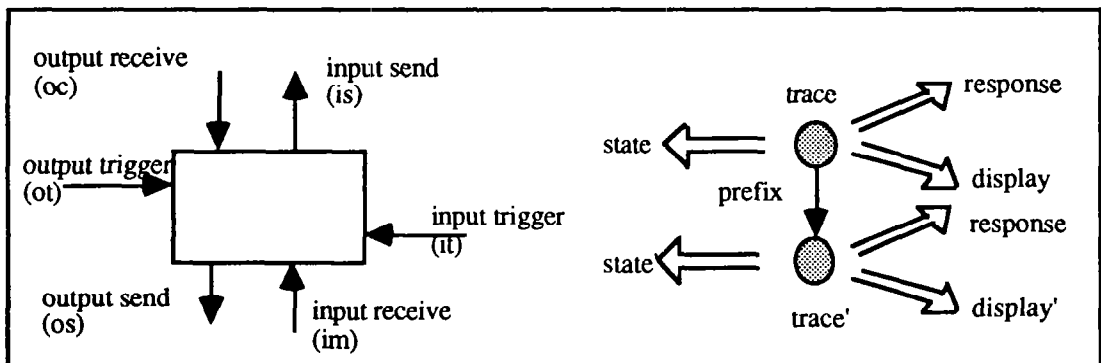 output receive
(oc)
input send
(is)
output trigger
(ot)
input trigger
(it)
output send
(os)
input receive
(im)
trace
response
state
display
prefix
response
state'
trace'
display'